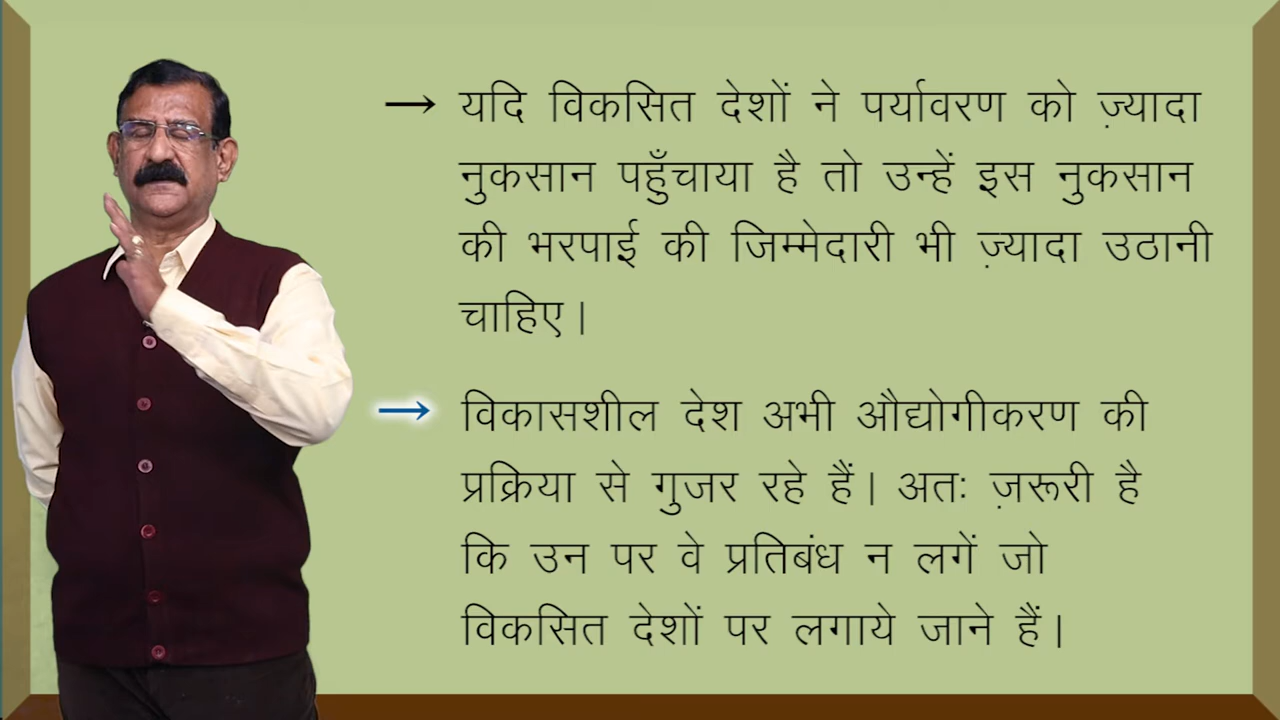 → यदि विकसित देशों ने पर्यावरण को ज़्यादा
नुकसान पहुँचाया है तो उन्हें इस नुकसान
की भरपाई की जिम्मेदारी भी ज़्यादा उठानी
चाहिए।
→ विकासशील देश अभी औद्योगीकरण की
प्रक्रिया से गुजर रहे हैं। अतः ज़रूरी है
कि उन पर वे प्रतिबंध न लगें जो
विकसित देशों पर लगाये जाने हैं।